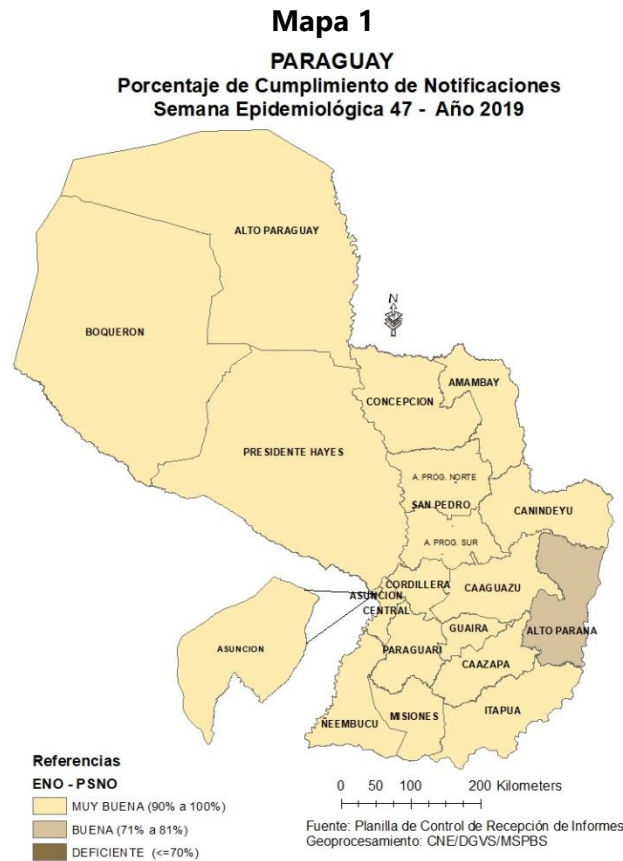 Mapa 1
PARAGUAY
Porcentaje de Cumplimiento de Notificaciones
Semana Epidemiológica 47 - Año 2019
ALTO PARAGUAY
N
BOQUERON
AMAMBAY
CONCEPCION
PRESIDENTE HAYES
A. PROG. NORTE
SAN PEDRO
CANINDEYU
A. PROG. SUR
CORDILLERA
CAAGUAZU
ASUNCION
CENTRAL
GUAIRA
ALTO PARANA
ASUNCION
PARAGUARI
CAAZAPA
ITAPUA
MISIONES
ÑEEMBUCU
Referencias
ENO - PSNO
MUY BUENA (90% a 100%)
BUENA (71% a 81%)
DEFICIENTE (<=70%)
0 50 100 200 Kilometers
Fuente: Planilla de Control de Recepción de Informes
Geoprocesamiento: CNE/DGVS/MSPBS